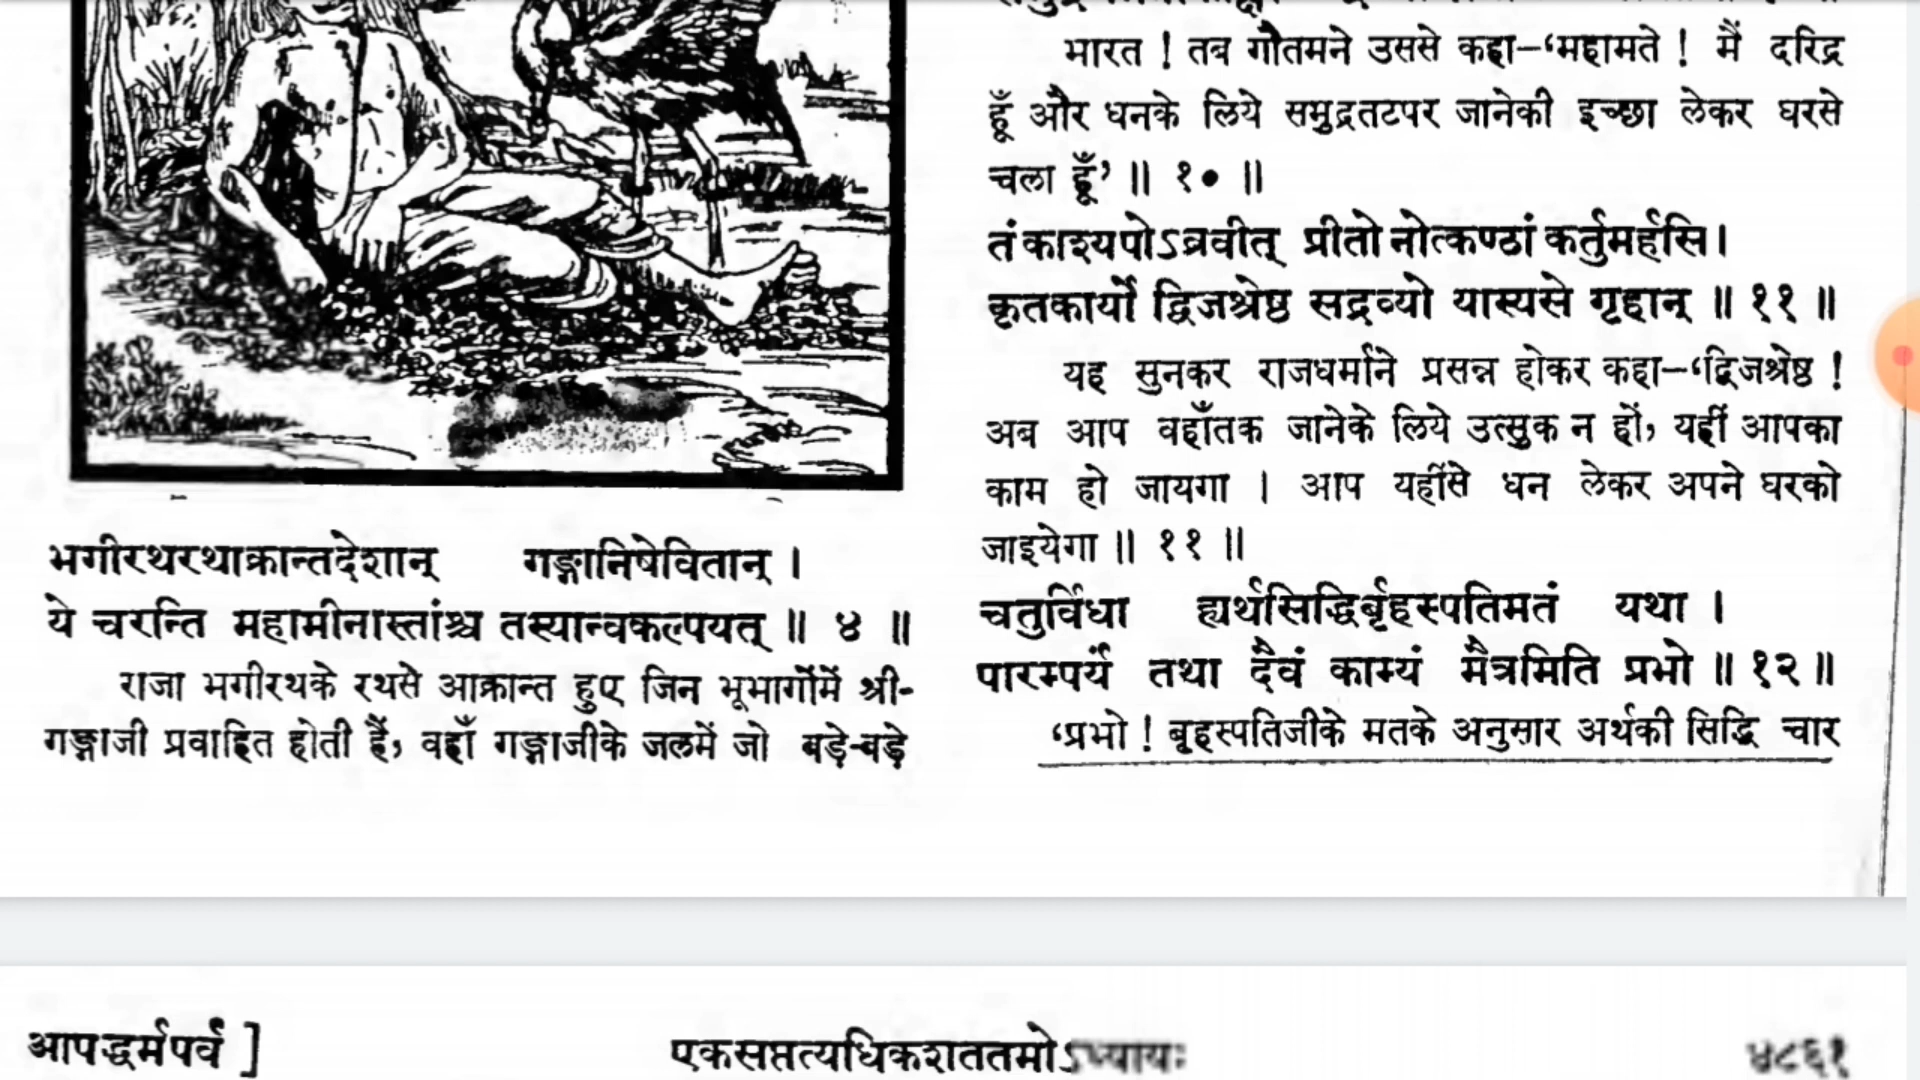 भगीरथरथाक्रान्तदेशान् गङ्गानिषेवितान् ।
ये चरन्ति महामीनास्तांश्च तस्यान्वकल्पयत् ॥ ४ ॥
राजा भगीरथके रथसे आक्रान्त हुए जिन भूभागोंमें श्री-
गङ्गाजी प्रवाहित होती हैं, वहाँ गङ्गाजीके जलमें जो बड़े-बड़े
भारत ! तब गौतमने उससे कहा–‘महामते ! मैं दरिद्र
हूँ और धनके लिये समुद्रतटपर जानेकी इच्छा लेकर घरसे
चला हूँ’ ॥ १० ॥
तं काश्यपोऽब्रवीत् प्रीतो नोत्कण्ठां कर्तुमर्हसि ।
कृतकार्यो द्विजश्रेष्ठ सद्रव्यो यास्यसे गृहान् ॥ ११ ॥
यह सुनकर राजधर्माने प्रसन्न होकर कहा–‘द्विजश्रेष्ठ !
अब आप वहाँतक जानेके लिये उत्सुक न हों, यहीं आपका
काम हो जायगा । आप यहींसे धन लेकर अपने घरको
जाइयेगा ॥ ११ ॥
चतुर्विधा ह्यर्थसिद्धिर्बृहस्पतिमतं यथा ।
पारम्पर्यं तथा दैवं काम्यं मैत्रमिति प्रभो ॥ १२ ॥
‘प्रभो ! बृहस्पतिजीके मतके अनुसार अर्थकी सिद्धि चार
आपद्धर्मपर्व ]
एकसप्तत्यधिकशततमोऽध्यायः
४८६१